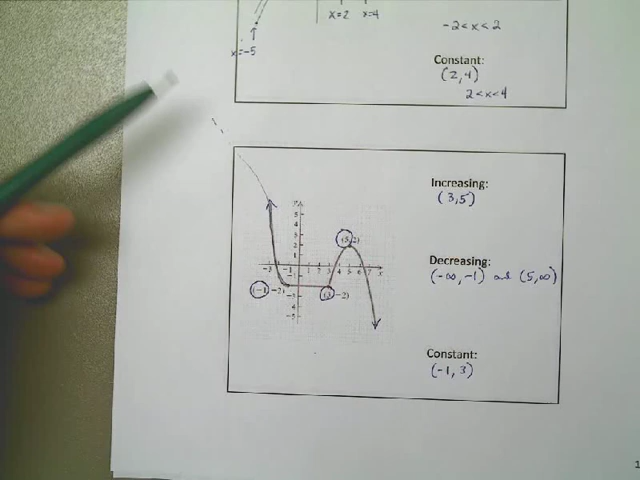 x=2 x=4
-2<x<2
x=-5
Constant:
(2,4)
2<x<4
Increasing:
(3,5)
(5,2)
Decreasing:
(-∞,-1) and (5,∞)
(-1,-2)
(3,-2)
Constant:
(-1,3)
1